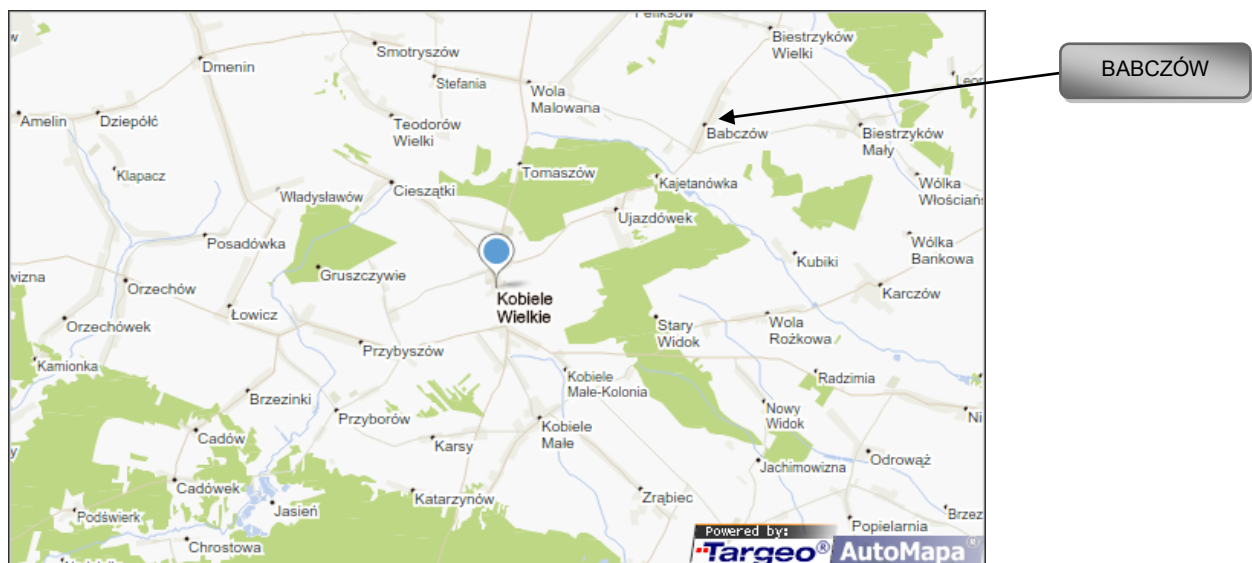 Biestrzyków
Wielki
BABCZÓW
Smotryszów
Dmenin
Stefania
Wola
Malowana
Amelin
Dziepółć
Teodorów
Wielki
Babczów
Biestrzyków
Mały
Klapacz
Tomaszów
Kajetanówka
Władysławów
Cieszątki
Wólka
Ujazdówek
Posadówka
Wólka
Bankowa
Kubiki
Gruszczywie
Orzechów
Karczów
Kobiele
Wielkie
Łowicz
Orzechówek
Stary
Widok
Wola
Rożkowa
Przybyszów
Kamionka
Kobiele
Małe-Kolonia
Radzimia
Brzezinki
Przyborów
Nowy
Widok
Kobiele
Małe
Cadów
Karsy
Jachimowizna
Odrowąż
Cadówek
Katarzynów
Zrąbiec
Jasień
Podświerk
Popielarnia
Chrostowa
Powered by:
Targeo® AutoMapa®